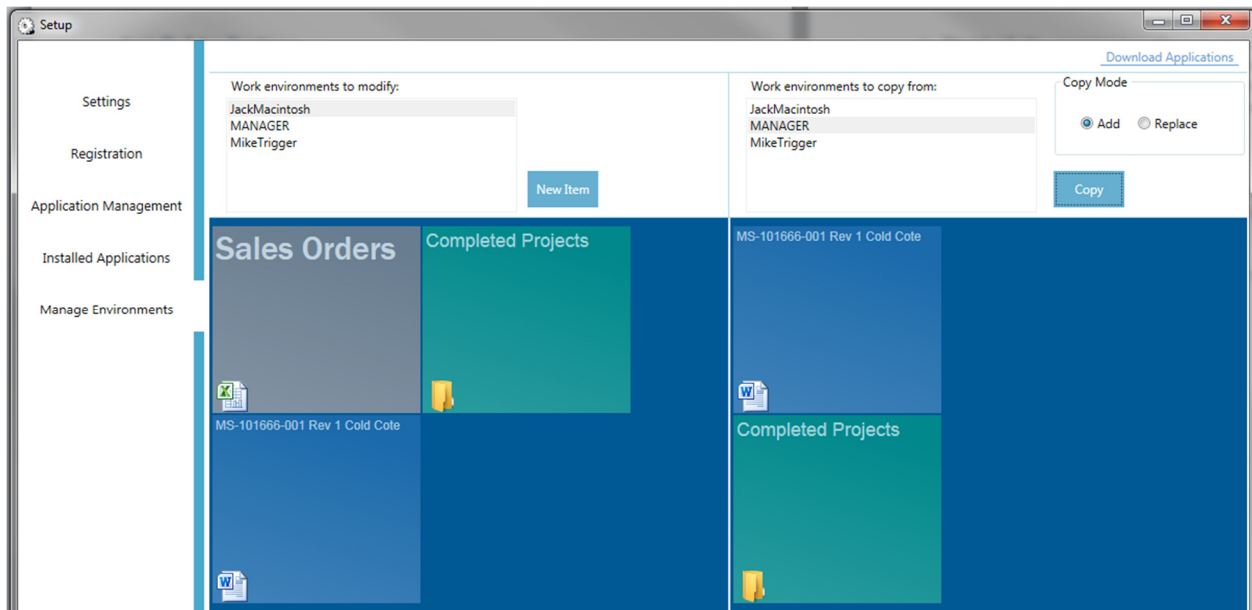 Setup
Download Applications
Settings
Registration
Application Management
Installed Applications
Manage Environments
Work environments to modify:
JackMacintosh
MANAGER
MikeTrigger
New Item
Work environments to copy from:
JackMacintosh
MANAGER
MikeTrigger
Copy Mode
Add
Replace
Copy
Sales Orders
Completed Projects
MS-101666-001 Rev 1 Cold Cote
MS-101666-001 Rev 1 Cold Cote
Completed Projects